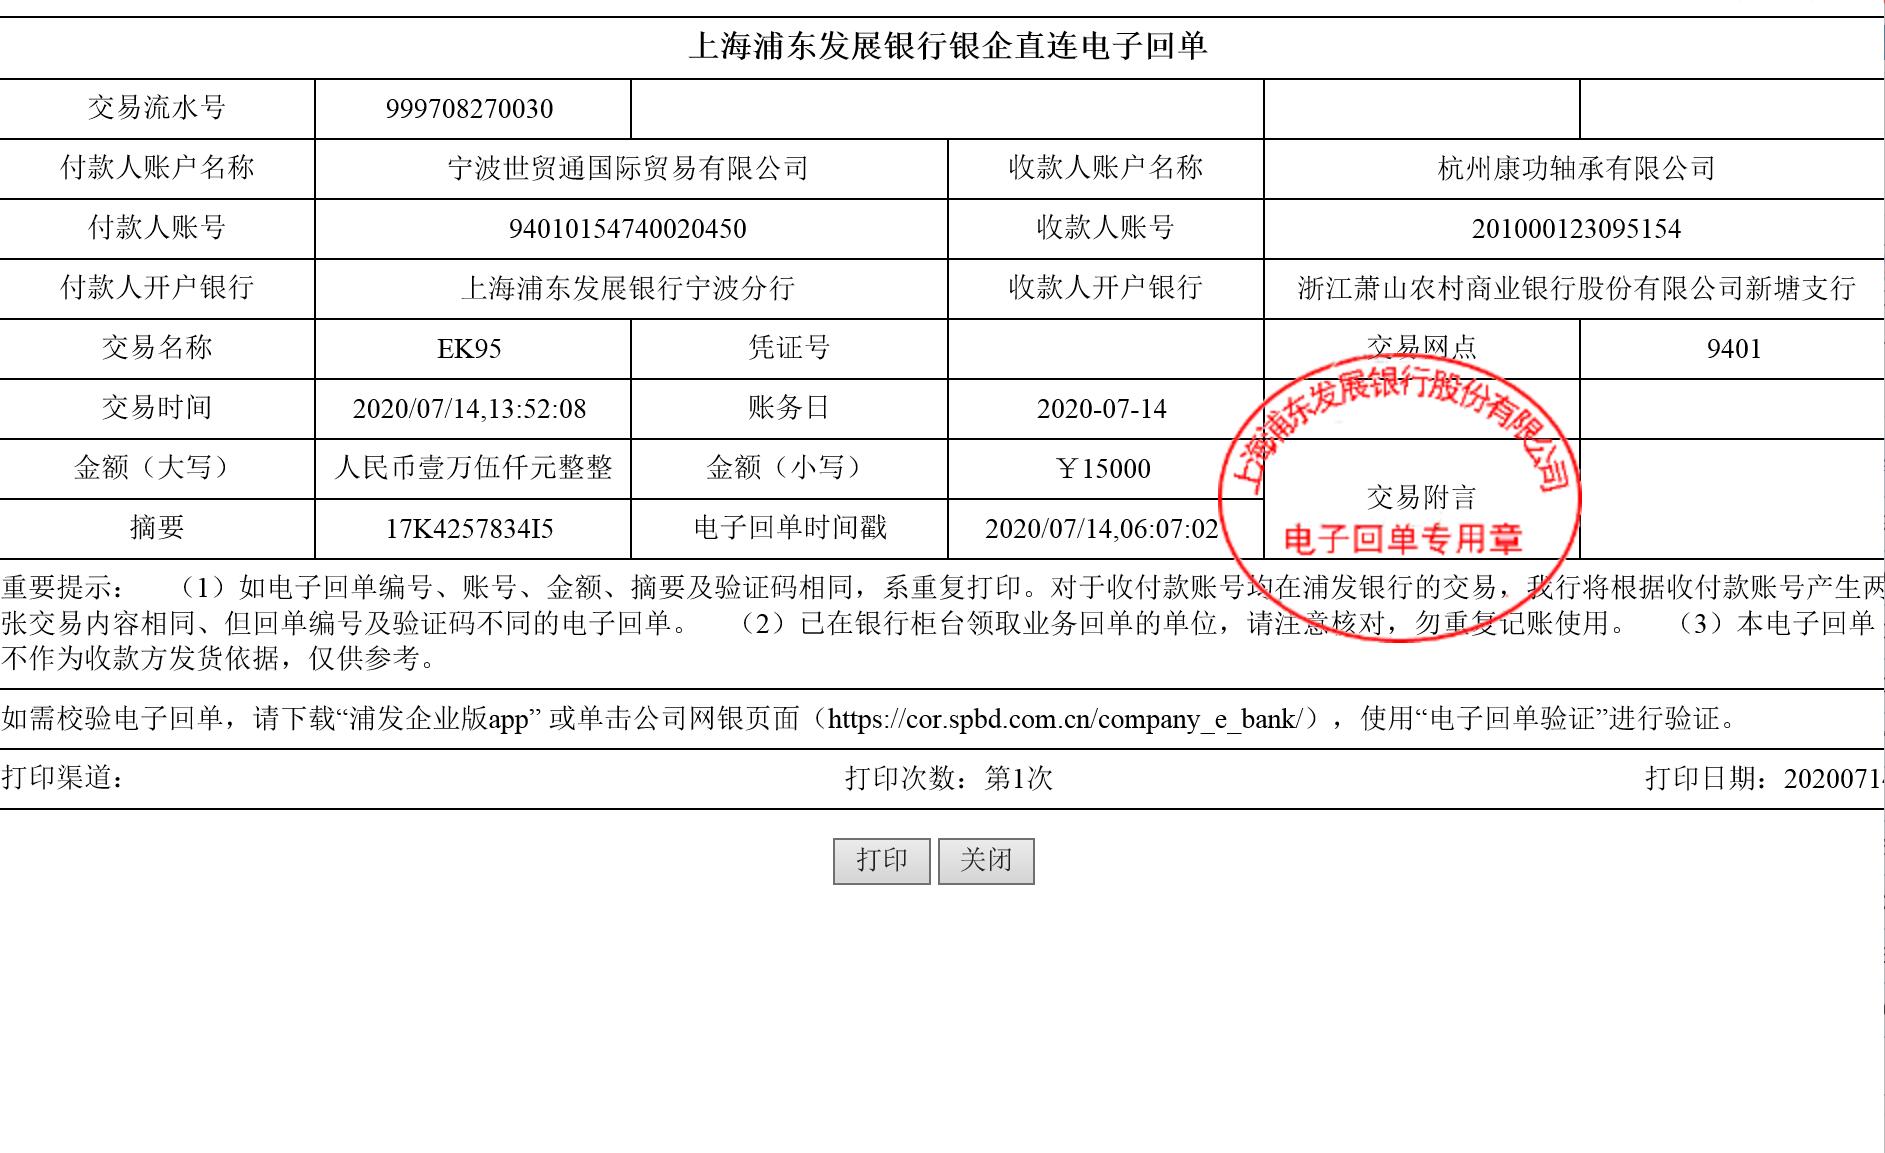 上海浦东发展银行银企直连电子回单
交易流水号 999708270030
付款人账户名称 宁波世贸通国际贸易有限公司 收款人账户名称 杭州康功轴承有限公司
付款人账号 94010154740020450 收款人账号 201000123095154
付款人开户银行 上海浦东发展银行宁波分行 收款人开户银行 浙江萧山农村商业银行股份有限公司新塘支行
交易名称 EK95 凭证号 交易网点 9401
交易时间 2020/07/14,13:52:08 账务日 2020-07-14
上海浦东发展银行股份有限公司
金额（大写） 人民币壹万伍仟元整整 金额（小写） ￥15000
交易附言
摘要 17K4257834I5 电子回单时间戳 2020/07/14,06:07:02
电子回单专用章
重要提示： （1）如电子回单编号、账号、金额、摘要及验证码相同，系重复打印。对于收付款账号均在浦发银行的交易，我行将根据收付款账号产生两
张交易内容相同、但回单编号及验证码不同的电子回单。 （2）已在银行柜台领取业务回单的单位，请注意核对，勿重复记账使用。 （3）本电子回单
不作为收款方发货依据，仅供参考。
如需校验电子回单，请下载“浦发企业版app” 或单击公司网银页面（https://cor.spbd.com.cn/company_e_bank/），使用“电子回单验证”进行验证。
打印渠道： 打印次数：第1次 打印日期：2020071
打印 关闭